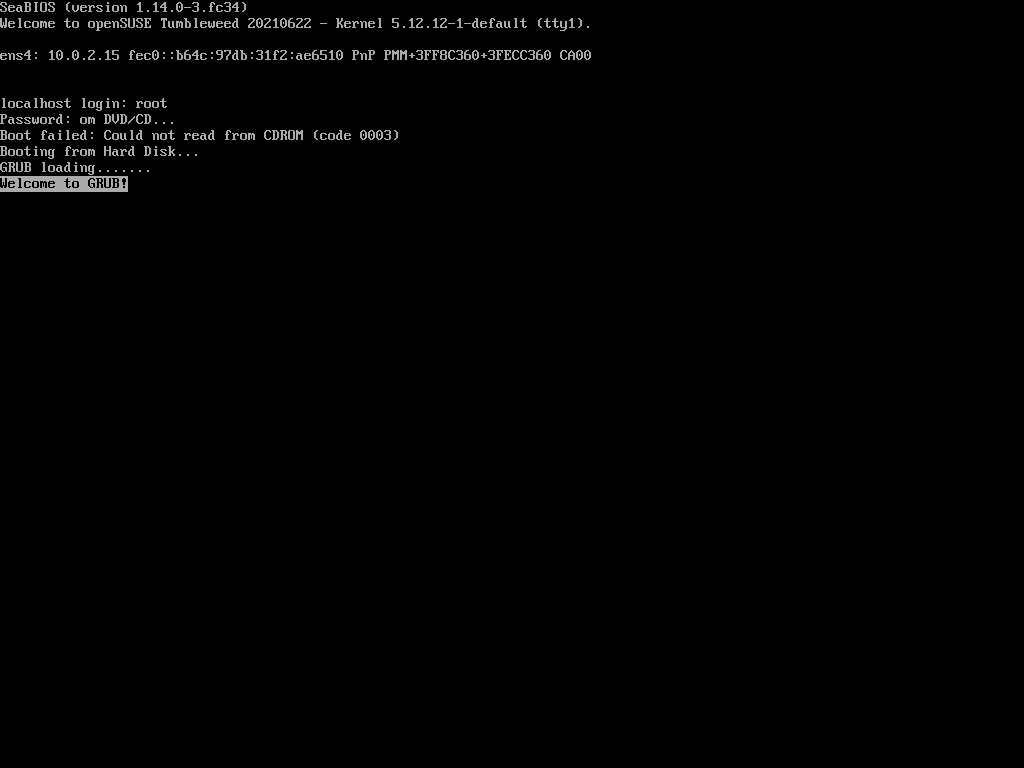 SeaBIOS (version 1.14.0-3.fc34)
Welcome to openSUSE Tumbleweed 20210622 - Kernel 5.12.12-1-default (tty1).
ens4: 10.0.2.15 fec0::b64c:97db:31f2:ae6510 PnP PMM+3FF8C360+3FECC360 CA00
localhost login: root
Password: om DVD/CD...
Boot failed: Could not read from CDROM (code 0003)
Booting from Hard Disk...
GRUB loading.......
Welcome to GRUB!